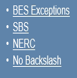 • BES Exceptions
• SBS
• NERC
• No Backslash